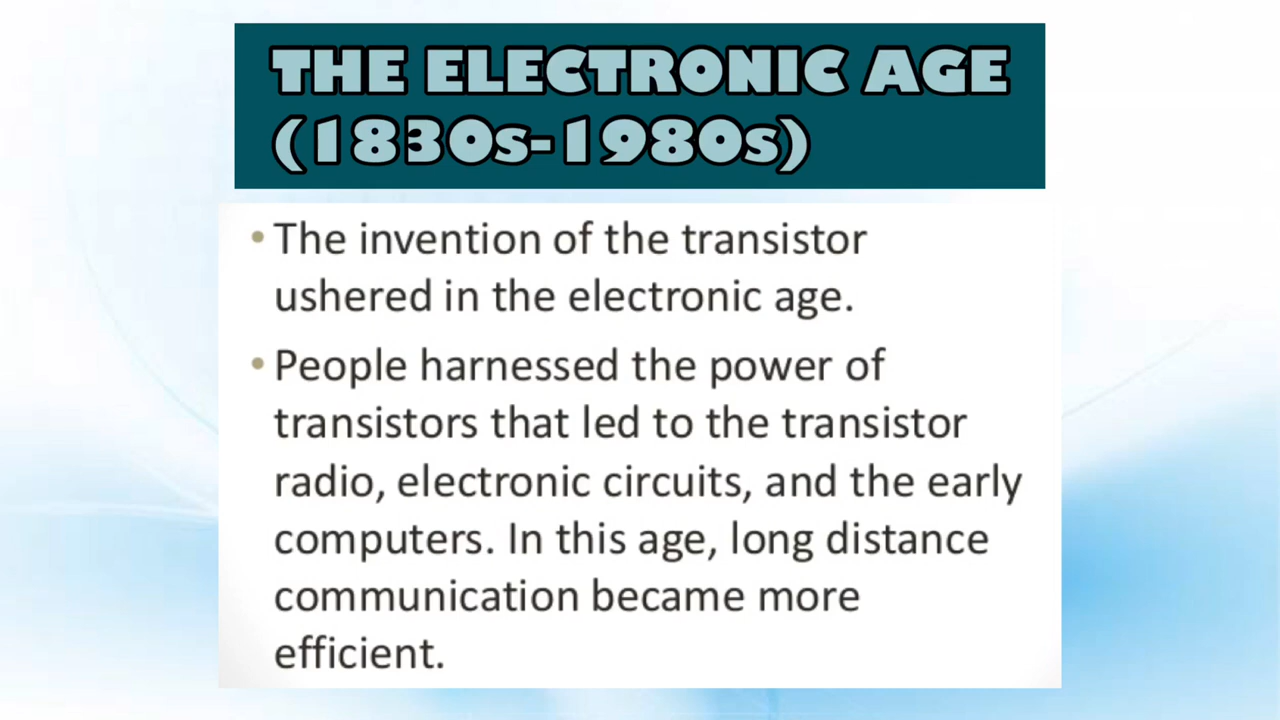 THE ELECTRONIC AGE
(1830s-1980s)
• The invention of the transistor
ushered in the electronic age.
• People harnessed the power of
transistors that led to the transistor
radio, electronic circuits, and the early
computers. In this age, long distance
communication became more
efficient.